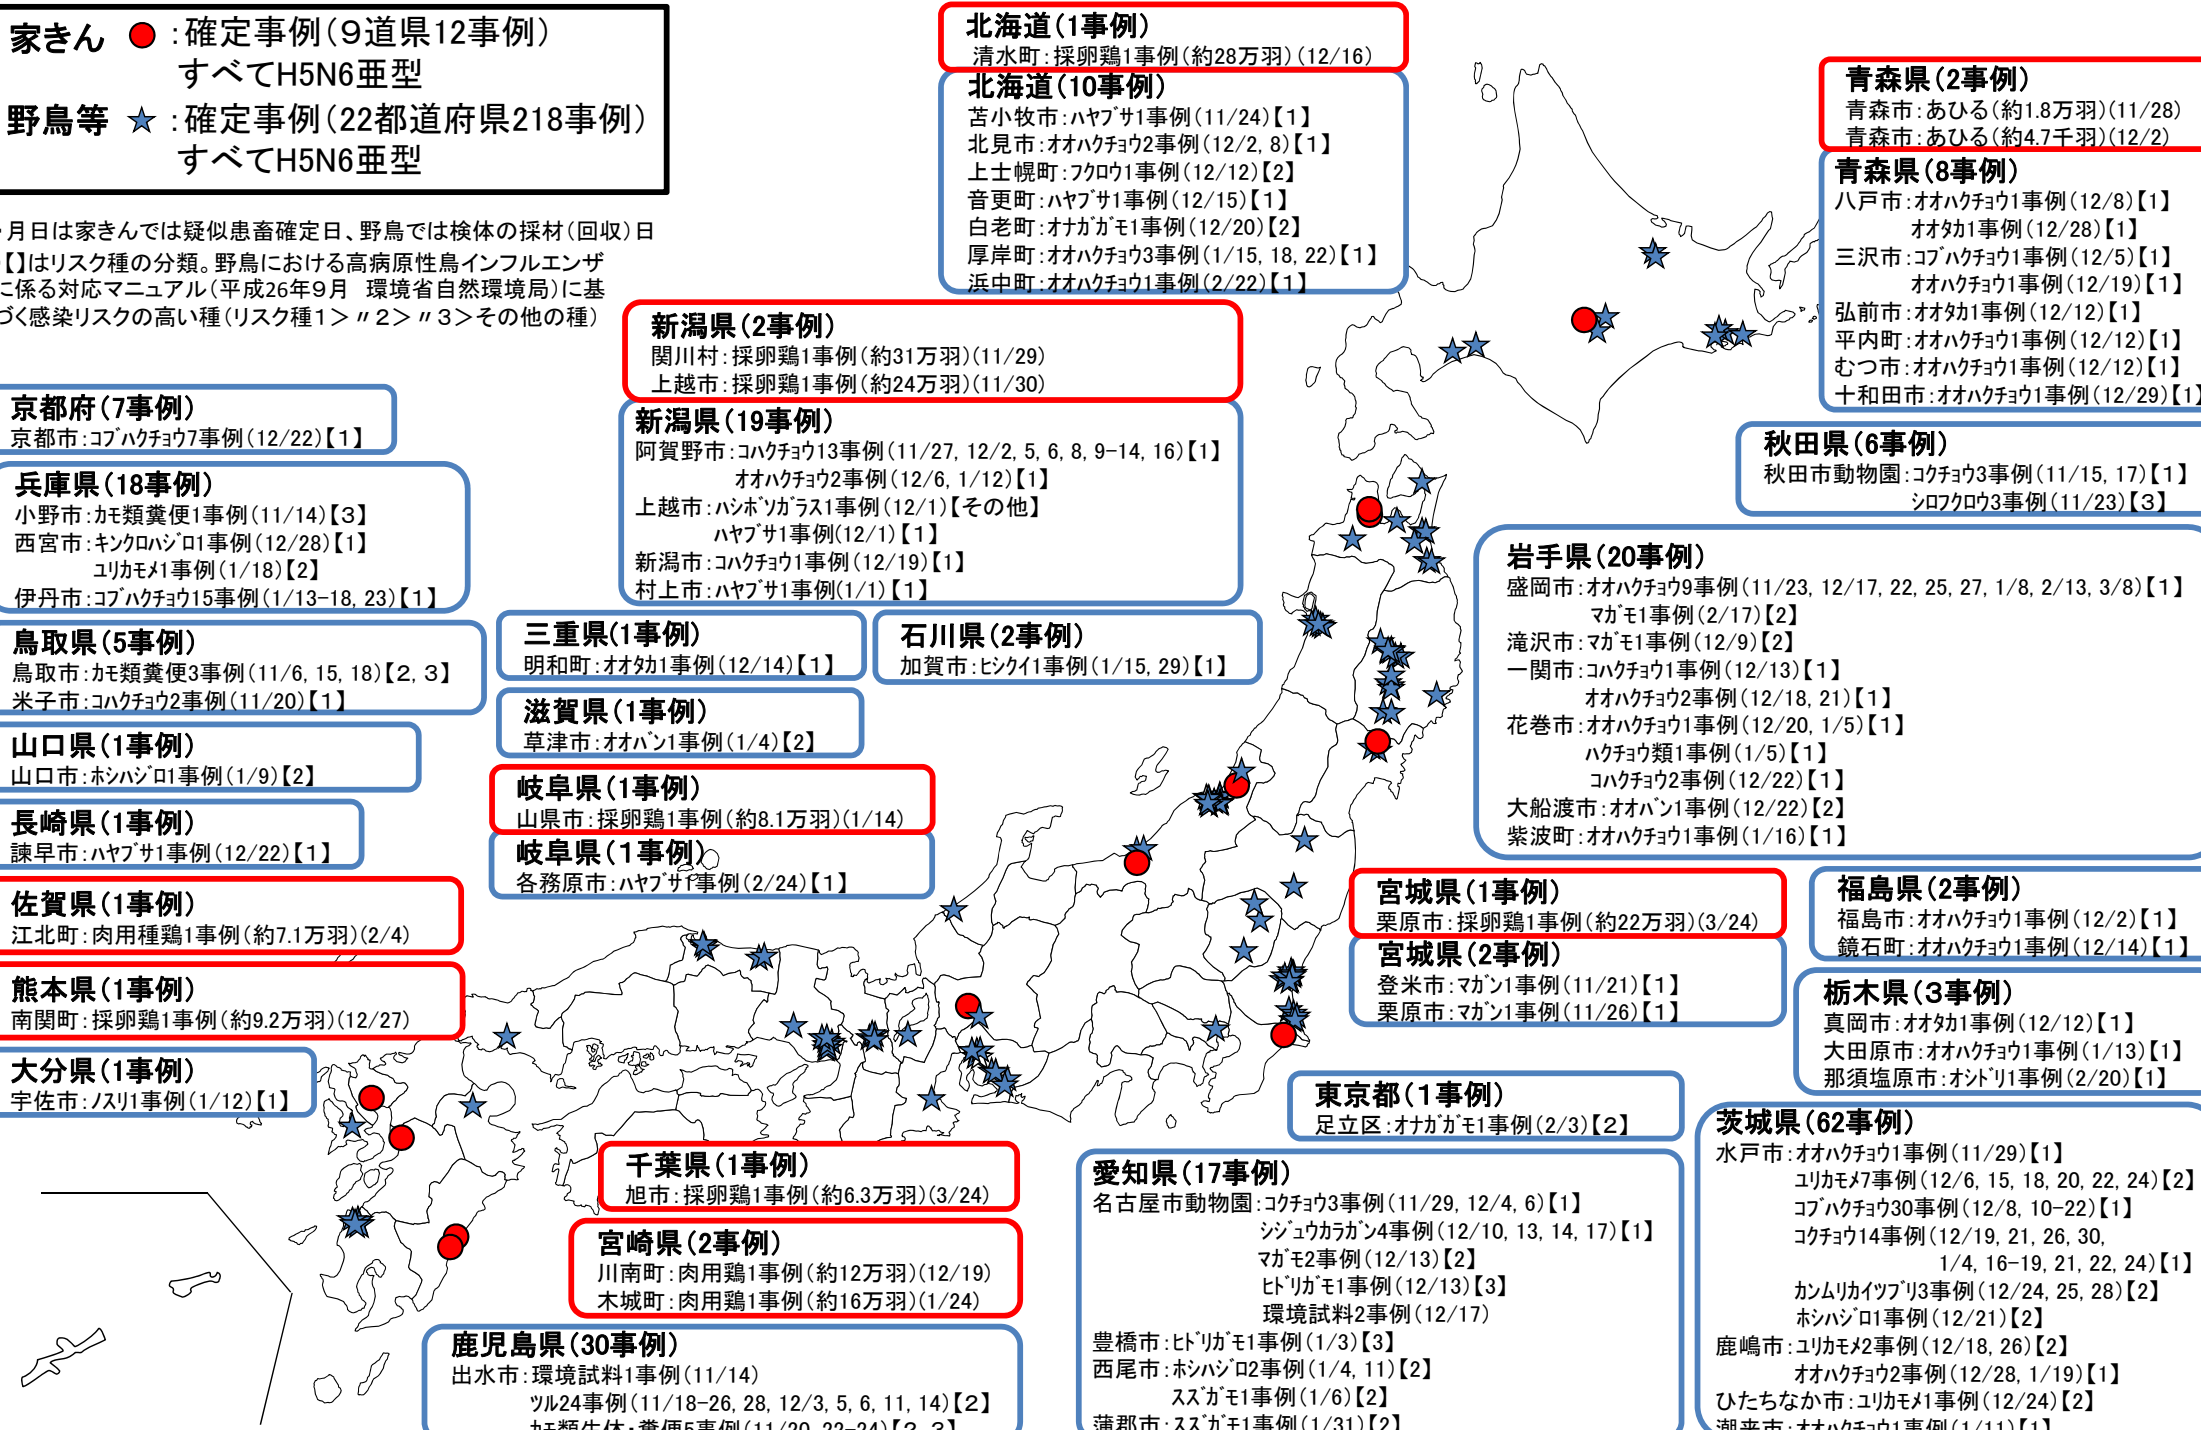 家きん ● :確定事例(9道県12事例)
すべてH5N6亜型
野鳥等 ★ :確定事例(22都道府県218事例)
すべてH5N6亜型
・月日は家きんでは疑似患畜確定日、野鳥では検体の採材(回収)日
【】はリスク種の分類。野鳥における高病原性鳥インフルエンザ
に係る対応マニュアル(平成26年9月 環境省自然環境局)に基
づく感染リスクの高い種(リスク種1>〃2>〃3>その他の種)
北海道(1事例)
清水町:採卵鶏1事例(約28万羽)(12/16)
北海道(10事例)
苫小牧市:ハヤブサ1事例(11/24)【1】
北見市:オオハクチョウ2事例(12/2, 8)【1】
上士幌町:フクロウ1事例(12/12)【2】
音更町:ハヤブサ1事例(12/15)【1】
白老町:オナガガモ1事例(12/20)【2】
厚岸町:オオハクチョウ3事例(1/15, 18, 22)【1】
浜中町:オオハクチョウ1事例(2/22)【1】
青森県(2事例)
青森市:あひる(約1.8万羽)(11/28)
青森市:あひる(約4.7千羽)(12/2)
青森県(8事例)
八戸市:オオハクチョウ1事例(12/8)【1】
オオタカ1事例(12/28)【1】
三沢市:コブハクチョウ1事例(12/5)【1】
オオハクチョウ1事例(12/19)【1】
弘前市:オオタカ1事例(12/12)【1】
平内町:オオハクチョウ1事例(12/12)【1】
むつ市:オオハクチョウ1事例(12/12)【1】
十和田市:オオハクチョウ1事例(12/29)【1】
新潟県(2事例)
関川村:採卵鶏1事例(約31万羽)(11/29)
上越市:採卵鶏1事例(約24万羽)(11/30)
新潟県(19事例)
阿賀野市:コハクチョウ13事例(11/27, 12/2, 5, 6, 8, 9-14, 16)【1】
オオハクチョウ2事例(12/6, 1/12)【1】
上越市:ハシボソガラス1事例(12/1)【その他】
ハヤブサ1事例(12/1)【1】
新潟市:コハクチョウ1事例(12/19)【1】
村上市:ハヤブサ1事例(1/1)【1】
京都府(7事例)
京都市:コブハクチョウ7事例(12/22)【1】
兵庫県(18事例)
小野市:カモ類糞便1事例(11/14)【3】
西宮市:キンクロハジロ1事例(12/28)【1】
ユリカモメ1事例(1/18)【2】
伊丹市:コブハクチョウ15事例(1/13-18, 23)【1】
鳥取県(5事例)
鳥取市:カモ類糞便3事例(11/6, 15, 18)【2, 3】
米子市:コハクチョウ2事例(11/20)【1】
山口県(1事例)
山口市:ホシハジロ1事例(1/9)【2】
長崎県(1事例)
諫早市:ハヤブサ1事例(12/22)【1】
佐賀県(1事例)
江北町:肉用種鶏1事例(約7.1万羽)(2/4)
熊本県(1事例)
南関町:採卵鶏1事例(約9.2万羽)(12/27)
大分県(1事例)
宇佐市:ノスリ1事例(1/12)【1】
三重県(1事例)
明和町:オオタカ1事例(12/14)【1】
石川県(2事例)
加賀市:ヒシクイ1事例(1/15, 29)【1】
滋賀県(1事例)
草津市:オオバン1事例(1/4)【2】
岐阜県(1事例)
山県市:採卵鶏1事例(約8.1万羽)(1/14)
岐阜県(1事例)
各務原市:ハヤブサ1事例(2/24)【1】
秋田県(6事例)
秋田市動物園:コクチョウ3事例(11/15, 17)【1】
シロフクロウ3事例(11/23)【3】
岩手県(20事例)
盛岡市:オオハクチョウ9事例(11/23, 12/17, 22, 25, 27, 1/8, 2/13, 3/8)【1】
マガモ1事例(2/17)【2】
滝沢市:マガモ1事例(12/9)【2】
一関市:コハクチョウ1事例(12/13)【1】
オオハクチョウ2事例(12/18, 21)【1】
花巻市:オオハクチョウ1事例(12/20, 1/5)【1】
ハクチョウ類1事例(1/5)【1】
コハクチョウ2事例(12/22)【1】
大船渡市:オオバン1事例(12/22)【2】
紫波町:オオハクチョウ1事例(1/16)【1】
宮城県(1事例)
栗原市:採卵鶏1事例(約22万羽)(3/24)
宮城県(2事例)
登米市:マガン1事例(11/21)【1】
栗原市:マガン1事例(11/26)【1】
福島県(2事例)
福島市:オオハクチョウ1事例(12/2)【1】
鏡石町:オオハクチョウ1事例(12/14)【1】
栃木県(3事例)
真岡市:オオタカ1事例(12/12)【1】
大田原市:オオハクチョウ1事例(1/13)【1】
那須塩原市:オシドリ1事例(2/20)【1】
東京都(1事例)
足立区:オナガガモ1事例(2/3)【2】
千葉県(1事例)
旭市:採卵鶏1事例(約6.3万羽)(3/24)
宮崎県(2事例)
川南町:肉用鶏1事例(約12万羽)(12/19)
木城町:肉用鶏1事例(約16万羽)(1/24)
鹿児島県(30事例)
出水市:環境試料1事例(11/14)
ツル24事例(11/18-26, 28, 12/3, 5, 6, 11, 14)【2】
カモ類生体・糞便5事例(11/20, 22-24)【2, 3】
愛知県(17事例)
名古屋市動物園:コクチョウ3事例(11/29, 12/4, 6)【1】
シジュウカラガン4事例(12/10, 13, 14, 17)【1】
マガモ2事例(12/13)【2】
ヒドリガモ1事例(12/13)【3】
環境試料2事例(12/17)
豊橋市:ヒドリガモ1事例(1/3)【3】
西尾市:ホシハジロ2事例(1/4, 11)【2】
スズガモ1事例(1/6)【2】
蒲郡市:スズガモ1事例(1/31)【2】
茨城県(62事例)
水戸市:オオハクチョウ1事例(11/29)【1】
ユリカモメ7事例(12/6, 15, 18, 20, 22, 24)【2】
コブハクチョウ30事例(12/8, 10-22)【1】
コクチョウ14事例(12/19, 21, 26, 30,
1/4, 16-19, 21, 22, 24)【1】
カンムリカイツブリ3事例(12/24, 25, 28)【2】
ホシハジロ1事例(12/21)【2】
鹿嶋市:ユリカモメ2事例(12/18, 26)【2】
オオハクチョウ2事例(12/28, 1/19)【1】
ひたちなか市:ユリカモメ1事例(12/24)【2】
潮来市:オオハクチョウ1事例(1/11)【1】